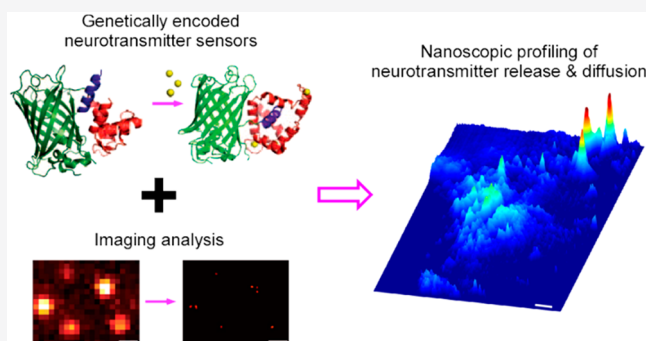 Genetically encoded
neurotransmitter sensors
Nanoscopic profiling of
neurotransmitter release & diffusion
Imaging analysis